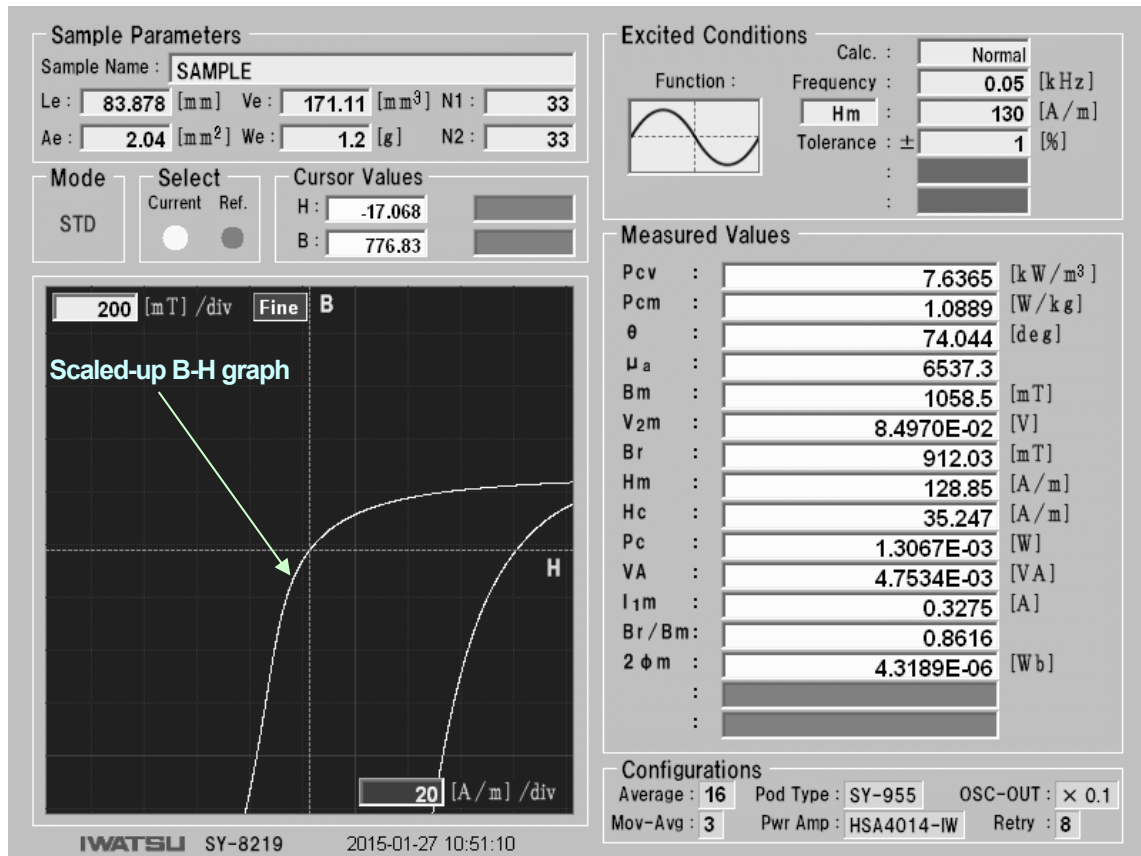 Sample Parameters
Sample Name : SAMPLE
Le : 83.878 [mm] Ve : 171.11 [mm³] N1 : 33
Ae : 2.04 [mm²] We : 1.2 [g] N2 : 33
Mode
STD
Select
Current Ref.
Cursor Values
H : -17.068
B : 776.83
200 [mT] /div Fine B
Scaled-up B-H graph
H
20 [A/m] /div
IWATSU SY-8219 2015-01-27 10:51:10
Excited Conditions
Calc. : Normal
Function : Frequency : 0.05 [kHz]
Hm : 130 [A/m]
Tolerance : ± 1 [%]
:
:
Measured Values
Pcv : 7.6365 [kW/m³]
Pcm : 1.0889 [W/kg]
θ : 74.044 [deg]
μa : 6537.3
Bm : 1058.5 [mT]
V2m : 8.4970E-02 [V]
Br : 912.03 [mT]
Hm : 128.85 [A/m]
Hc : 35.247 [A/m]
Pc : 1.3067E-03 [W]
VA : 4.7534E-03 [VA]
I1m : 0.3275 [A]
Br/Bm: 0.8616
2φm : 4.3189E-06 [Wb]
:
:
Configurations
Average : 16 Pod Type : SY-955 OSC-OUT : × 0.1
Mov-Avg : 3 Pwr Amp : HSA4014-IW Retry : 8